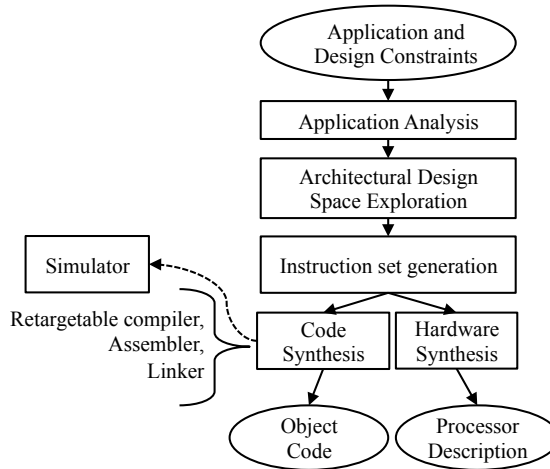 Application and
Design Constraints
Application Analysis
Architectural Design
Space Exploration
Instruction set generation
Simulator
Retargetable compiler,
Assembler,
Linker
Code
Synthesis
Hardware
Synthesis
Object
Code
Processor
Description